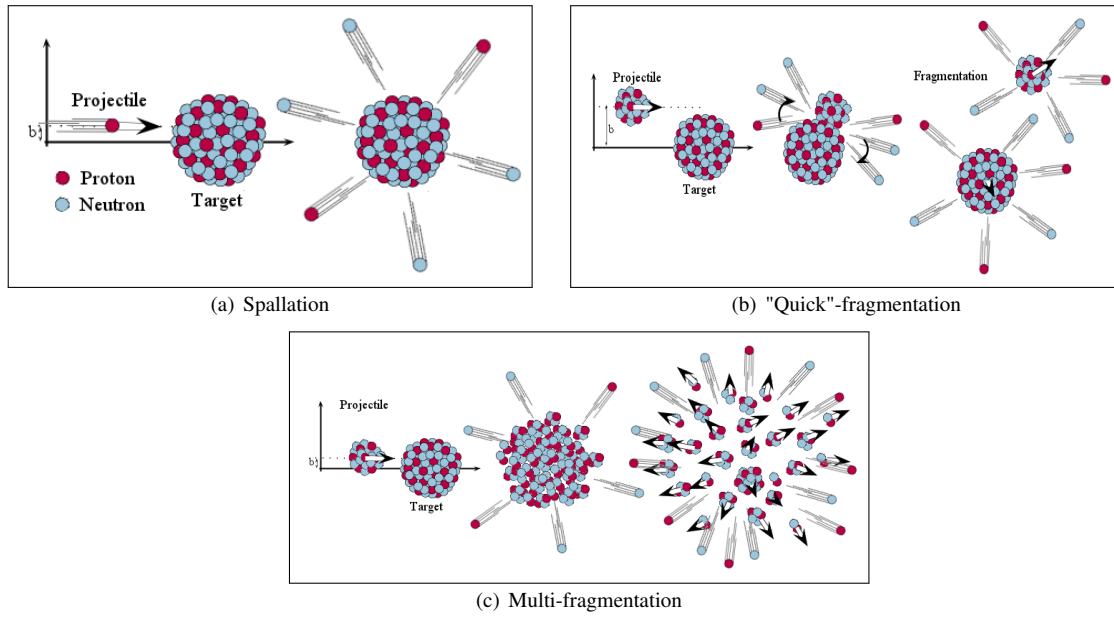 Projectile
b
Proton
Neutron
Target
(a) Spallation
Projectile
b
Target
Fragmentation
(b) "Quick"-fragmentation
Projectile
b
Target
(c) Multi-fragmentation